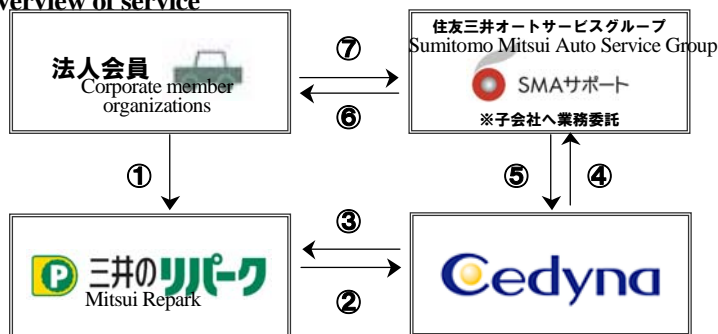 verview of service
法人会員
Corporate member
organizations
⑦
⑥
住友三井オートサービスグループ
Sumitomo Mitsui Auto Service Group
SMAサポート
※子会社へ業務委託
①
⑤
④
P 三井のリパーク
Mitsui Repark
③
②
Cedyna